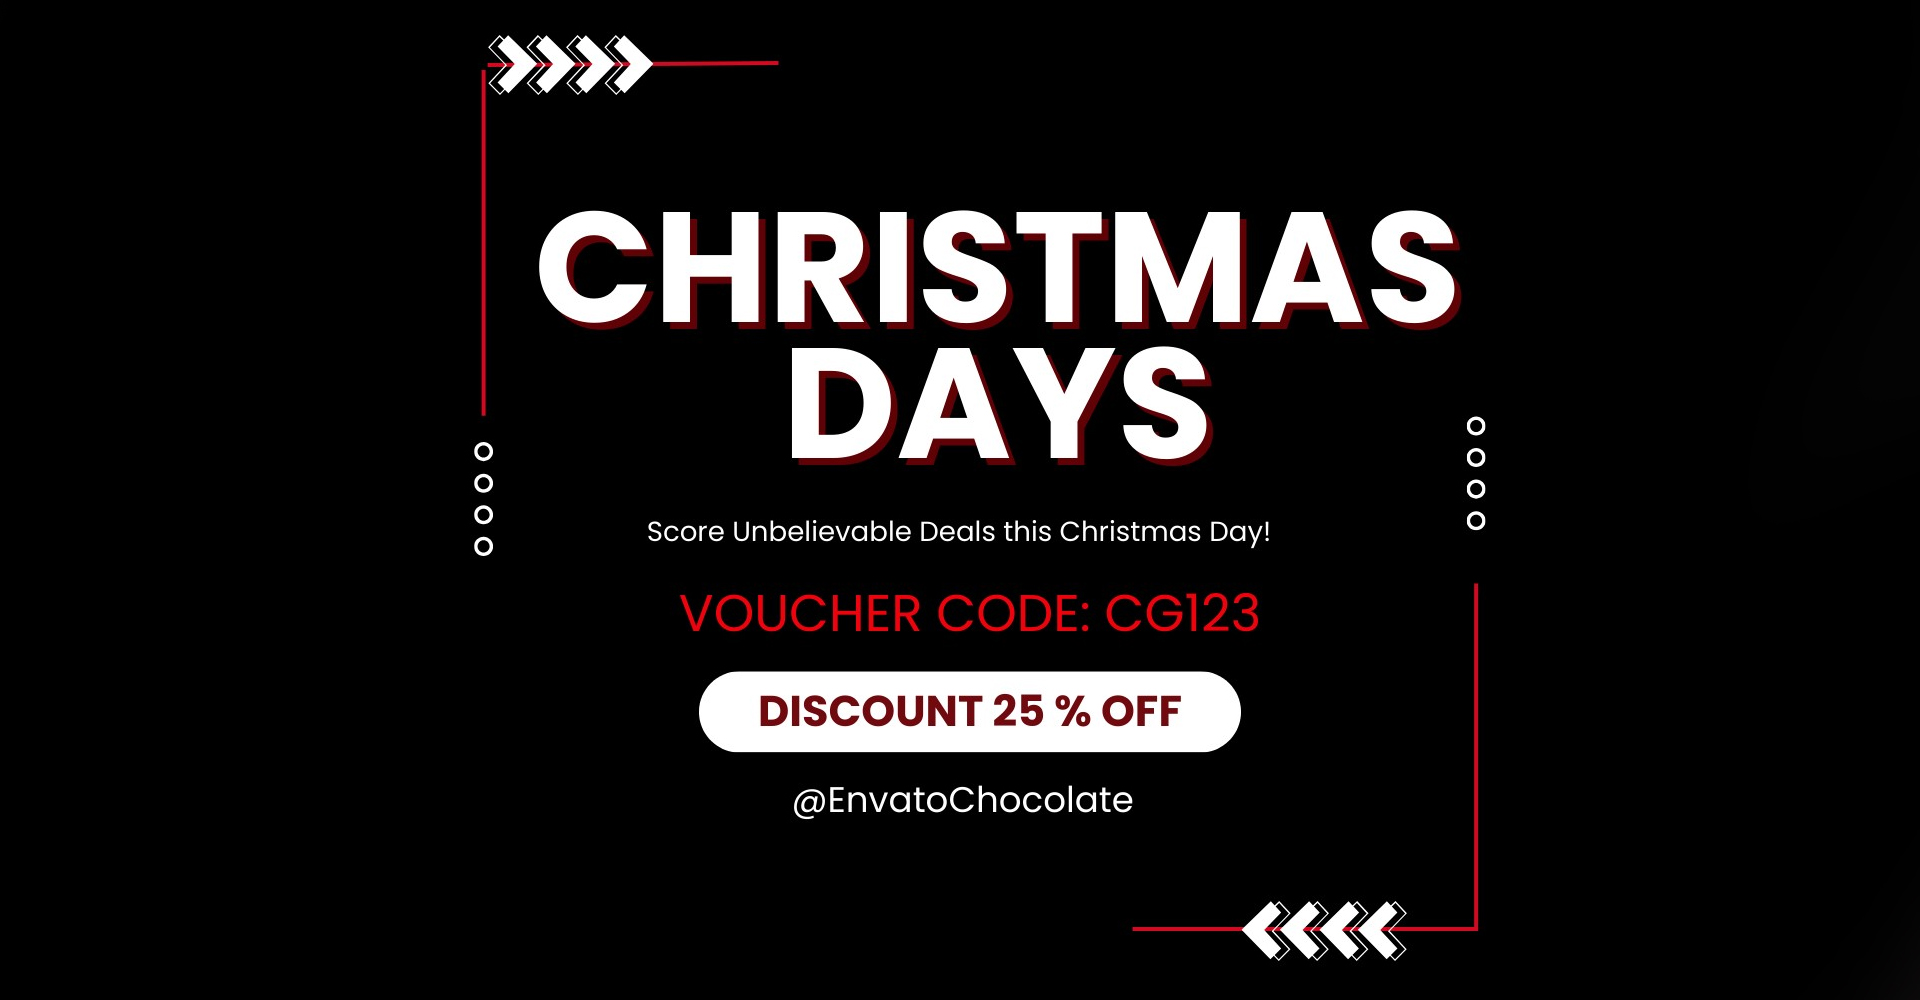 CHRISTMAS
DAYS
Score Unbelievable Deals this Christmas Day!
VOUCHER CODE: CG123
DISCOUNT 25 % OFF
@EnvatoChocolate